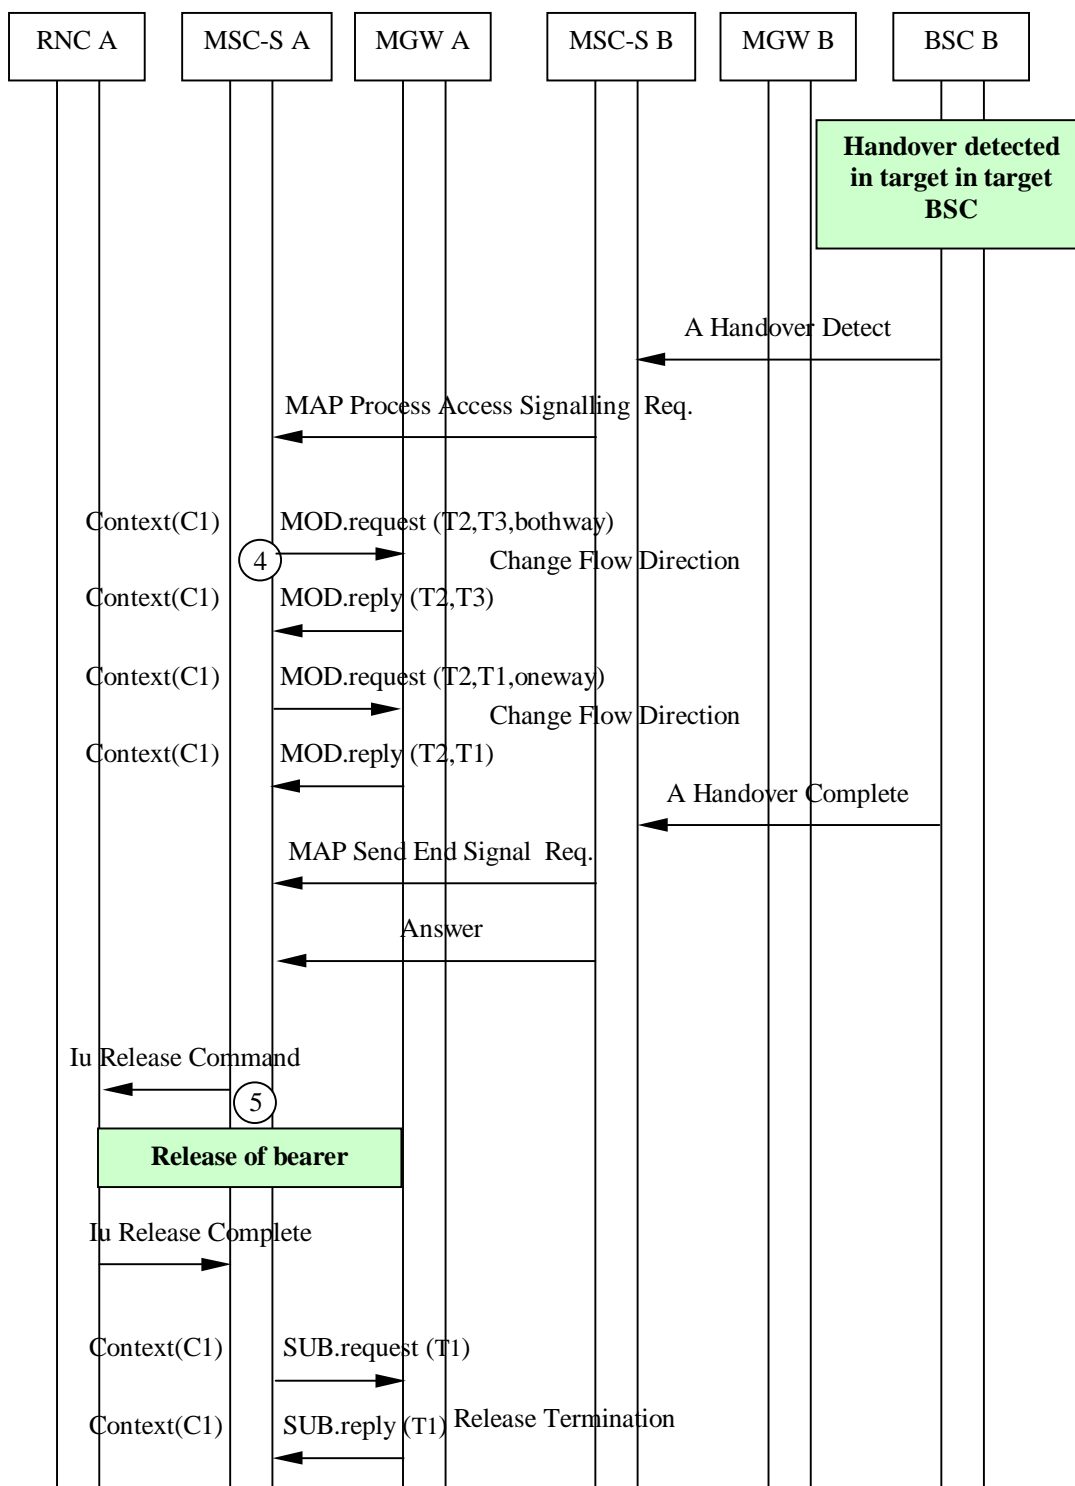 RNC A
MSC-S A
MGW A
MSC-S B
MGW B
BSC B
Handover detected
in target in target
BSC
A Handover Detect
MAP Process Access Signalling  Req.
Context(C1)
MOD.request (T2,T3,bothway)
4
Change Flow Direction
Context(C1)
MOD.reply (T2,T3)
Context(C1)
MOD.request (T2,T1,oneway)
Change Flow Direction
Context(C1)
MOD.reply (T2,T1)
A Handover Complete
MAP Send End Signal  Req.
Answer
Iu Release Command
5
Release of bearer
Iu Release Complete
Context(C1)
SUB.request (T1)
Context(C1)
SUB.reply (T1)
Release Termination